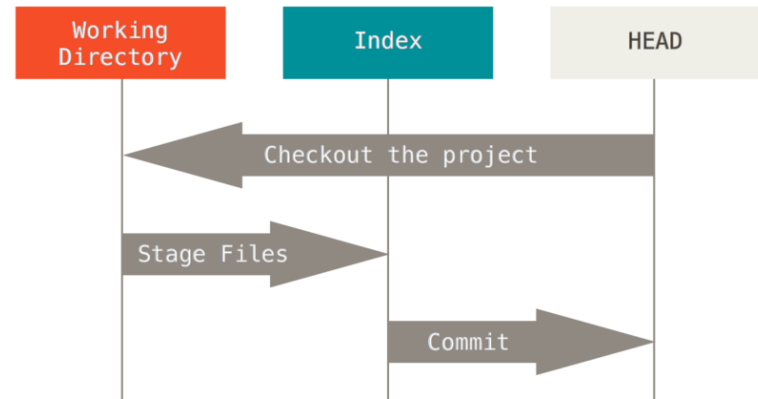 Working
Directory
Index
HEAD
Checkout the project
Stage Files
Commit